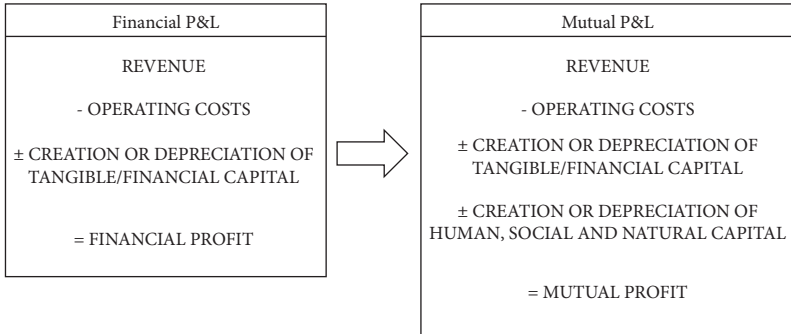 Financial P&L
REVENUE
- OPERATING COSTS
± CREATION OR DEPRECIATION OF
TANGIBLE/FINANCIAL CAPITAL
= FINANCIAL PROFIT
Mutual P&L
REVENUE
- OPERATING COSTS
± CREATION OR DEPRECIATION OF
TANGIBLE/FINANCIAL CAPITAL
± CREATION OR DEPRECIATION OF
HUMAN, SOCIAL AND NATURAL CAPITAL
= MUTUAL PROFIT